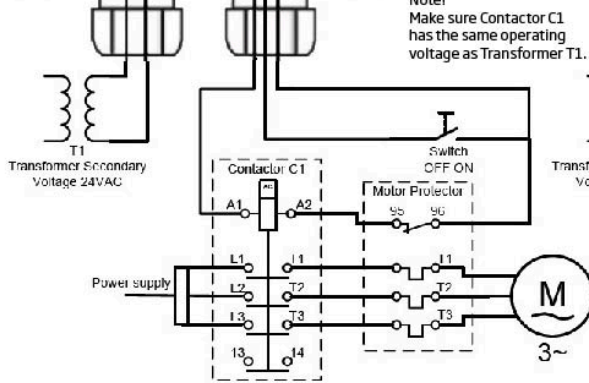 Note!
Make sure Contactor C1
has the same operating
voltage as Transformer T1.
T1
Transformer Secondary
Voltage 24VAC
Switch
OFF ON
Contactor C1
AC
Motor Protector
A1 A2
95 96
L1 T1 T1
Power supply
L2 T2 T2
L3 T3 T3
M
3~
13 14